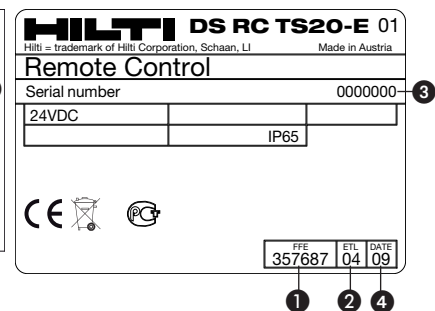 HILTI DS RC TS20-E 01
Hilti = trademark of Hilti Corporation, Schaan, LI Made in Austria
Remote Control
Serial number 0000000 3
24VDC
IP65
CE PCT
FFE ETL DATE
357687 04 09
1 2 4